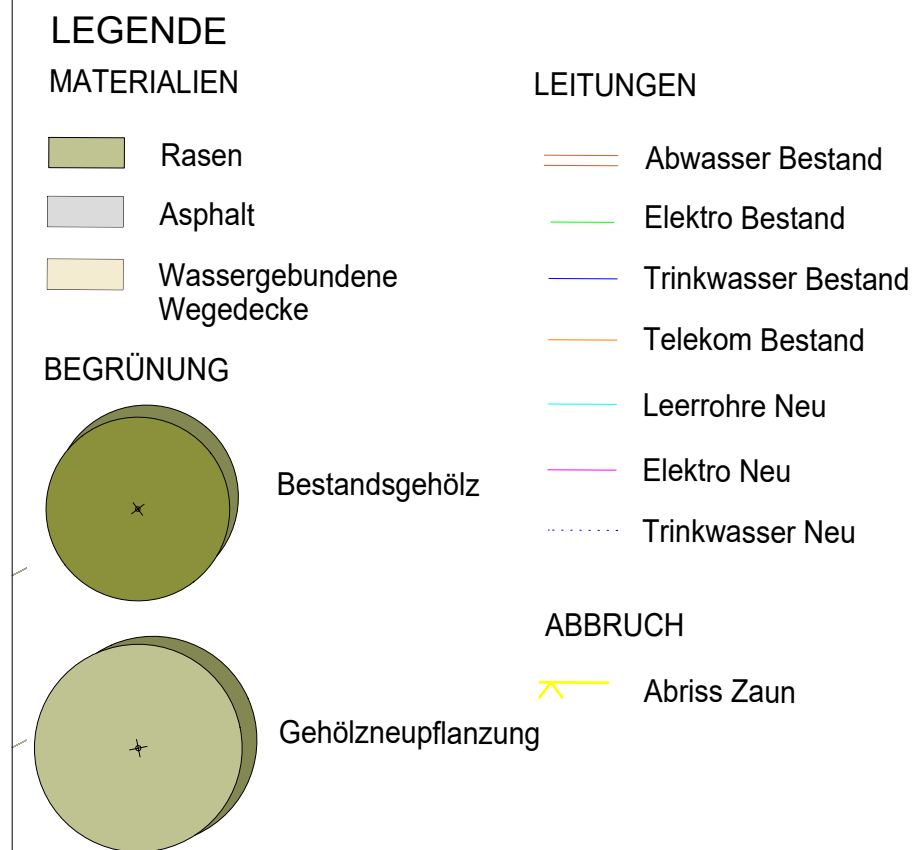 LEGENDE
MATERIALIEN
Rasen
Asphalt
Wassergebundene
Wegedecke
BEGRÜNUNG
Bestandsgehölz
Gehölzneupflanzung
LEITUNGEN
Abwasser Bestand
Elektro Bestand
Trinkwasser Bestand
Telekom Bestand
Leerrohre Neu
Elektro Neu
Trinkwasser Neu
ABBRUCH
Abriss Zaun